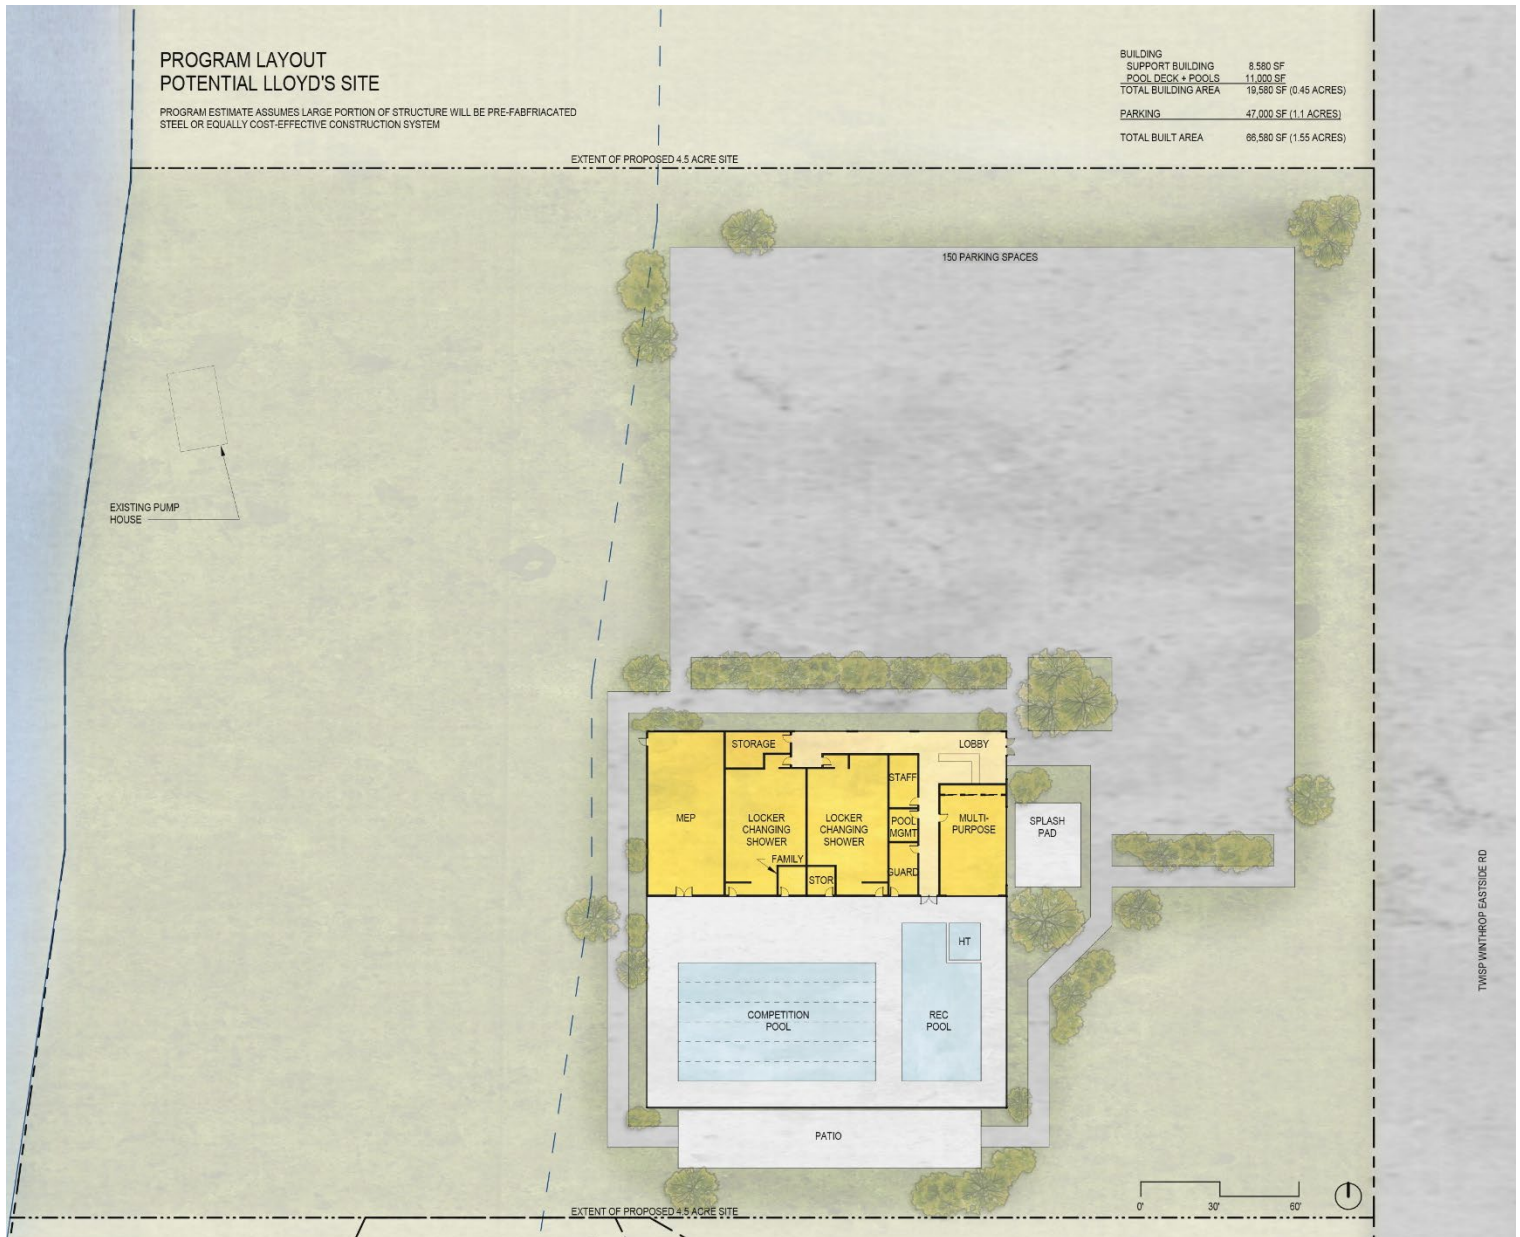 PROGRAM LAYOUT
POTENTIAL LLOYD'S SITE
PROGRAM ESTIMATE ASSUMES LARGE PORTION OF STRUCTURE WILL BE PRE-FABFRIACATED
STEEL OR EQUALLY COST-EFFECTIVE CONSTRUCTION SYSTEM
BUILDING
SUPPORT BUILDING 8,580 SF
POOL DECK + POOLS 11,000 SF
TOTAL BUILDING AREA 19,580 SF (0.45 ACRES)
PARKING 47,000 SF (1.1 ACRES)
TOTAL BUILT AREA 66,580 SF (1.55 ACRES)
EXTENT OF PROPOSED 4.5 ACRE SITE
150 PARKING SPACES
EXISTING PUMP
HOUSE
STORAGE
LOBBY
STAFF
MEP
LOCKER
CHANGING
SHOWER
LOCKER
CHANGING
SHOWER
POOL
MGMT
MULTI-
PURPOSE
SPLASH
PAD
FAMILY
STOR
GUARD
HT
COMPETITION
POOL
REC
POOL
PATIO
TWISP WINTHROP EASTSIDE RD
0' 30' 60'
EXTENT OF PROPOSED 4.5 ACRE SITE